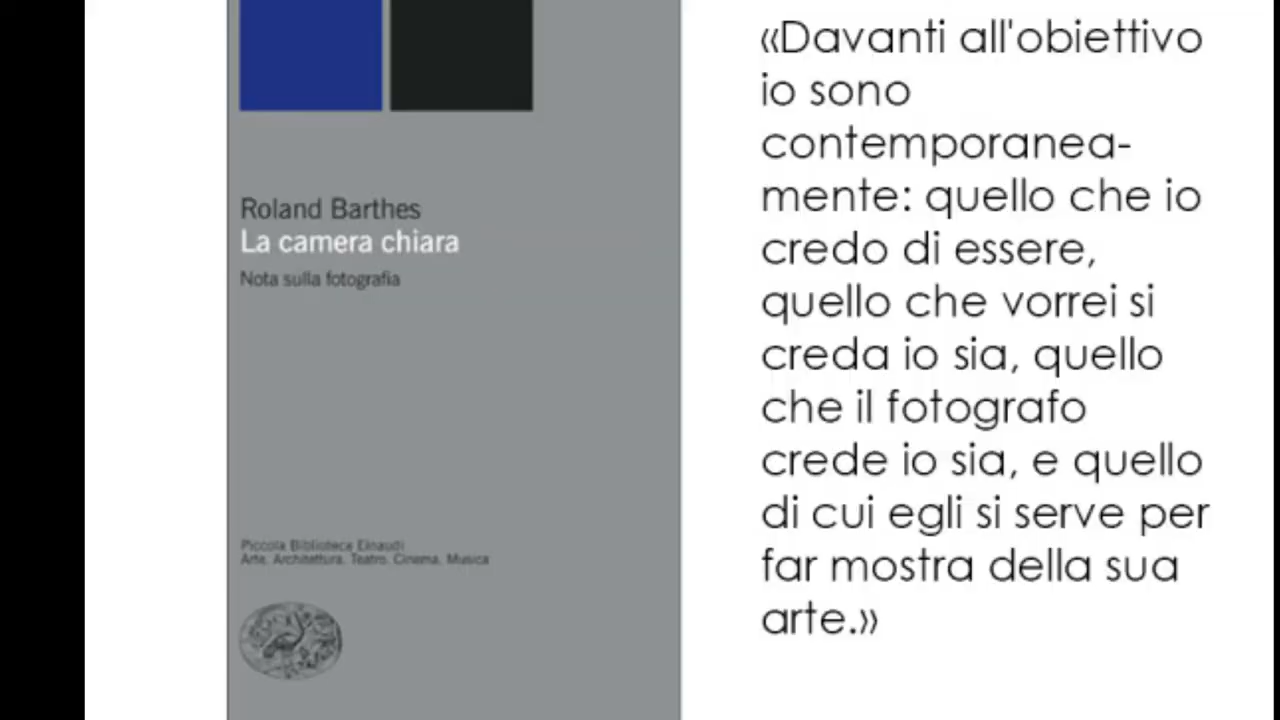 Roland Barthes
La camera chiara
Nota sulla fotografia
Piccola Biblioteca Einaudi
Arte. Architettura. Teatro. Cinema. Musica
«Davanti all'obiettivo
io sono
contemporanea-
mente: quello che io
credo di essere,
quello che vorrei si
creda io sia, quello
che il fotografo
crede io sia, e quello
di cui egli si serve per
far mostra della sua
arte.»